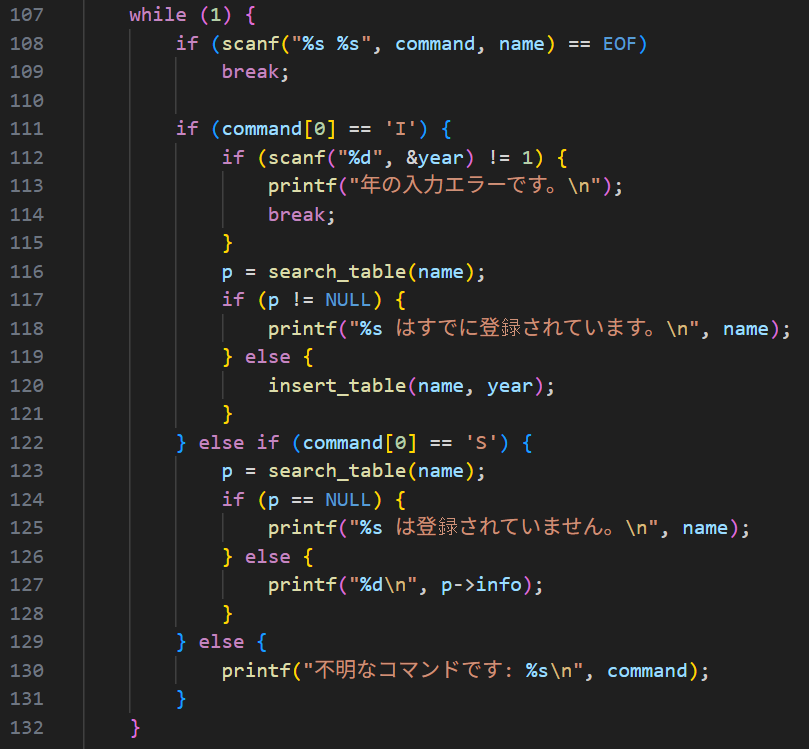 107 while (1) {
108 if (scanf("%s %s", command, name) == EOF)
109 break;
110
111 if (command[0] == 'I') {
112 if (scanf("%d", &year) != 1) {
113 printf("年の入力エラーです。\n");
114 break;
115 }
116 p = search_table(name);
117 if (p != NULL) {
118 printf("%s はすでに登録されています。\n", name);
119 } else {
120 insert_table(name, year);
121 }
122 } else if (command[0] == 'S') {
123 p = search_table(name);
124 if (p == NULL) {
125 printf("%s は登録されていません。\n", name);
126 } else {
127 printf("%d\n", p->info);
128 }
129 } else {
130 printf("不明なコマンドです: %s\n", command);
131 }
132 }